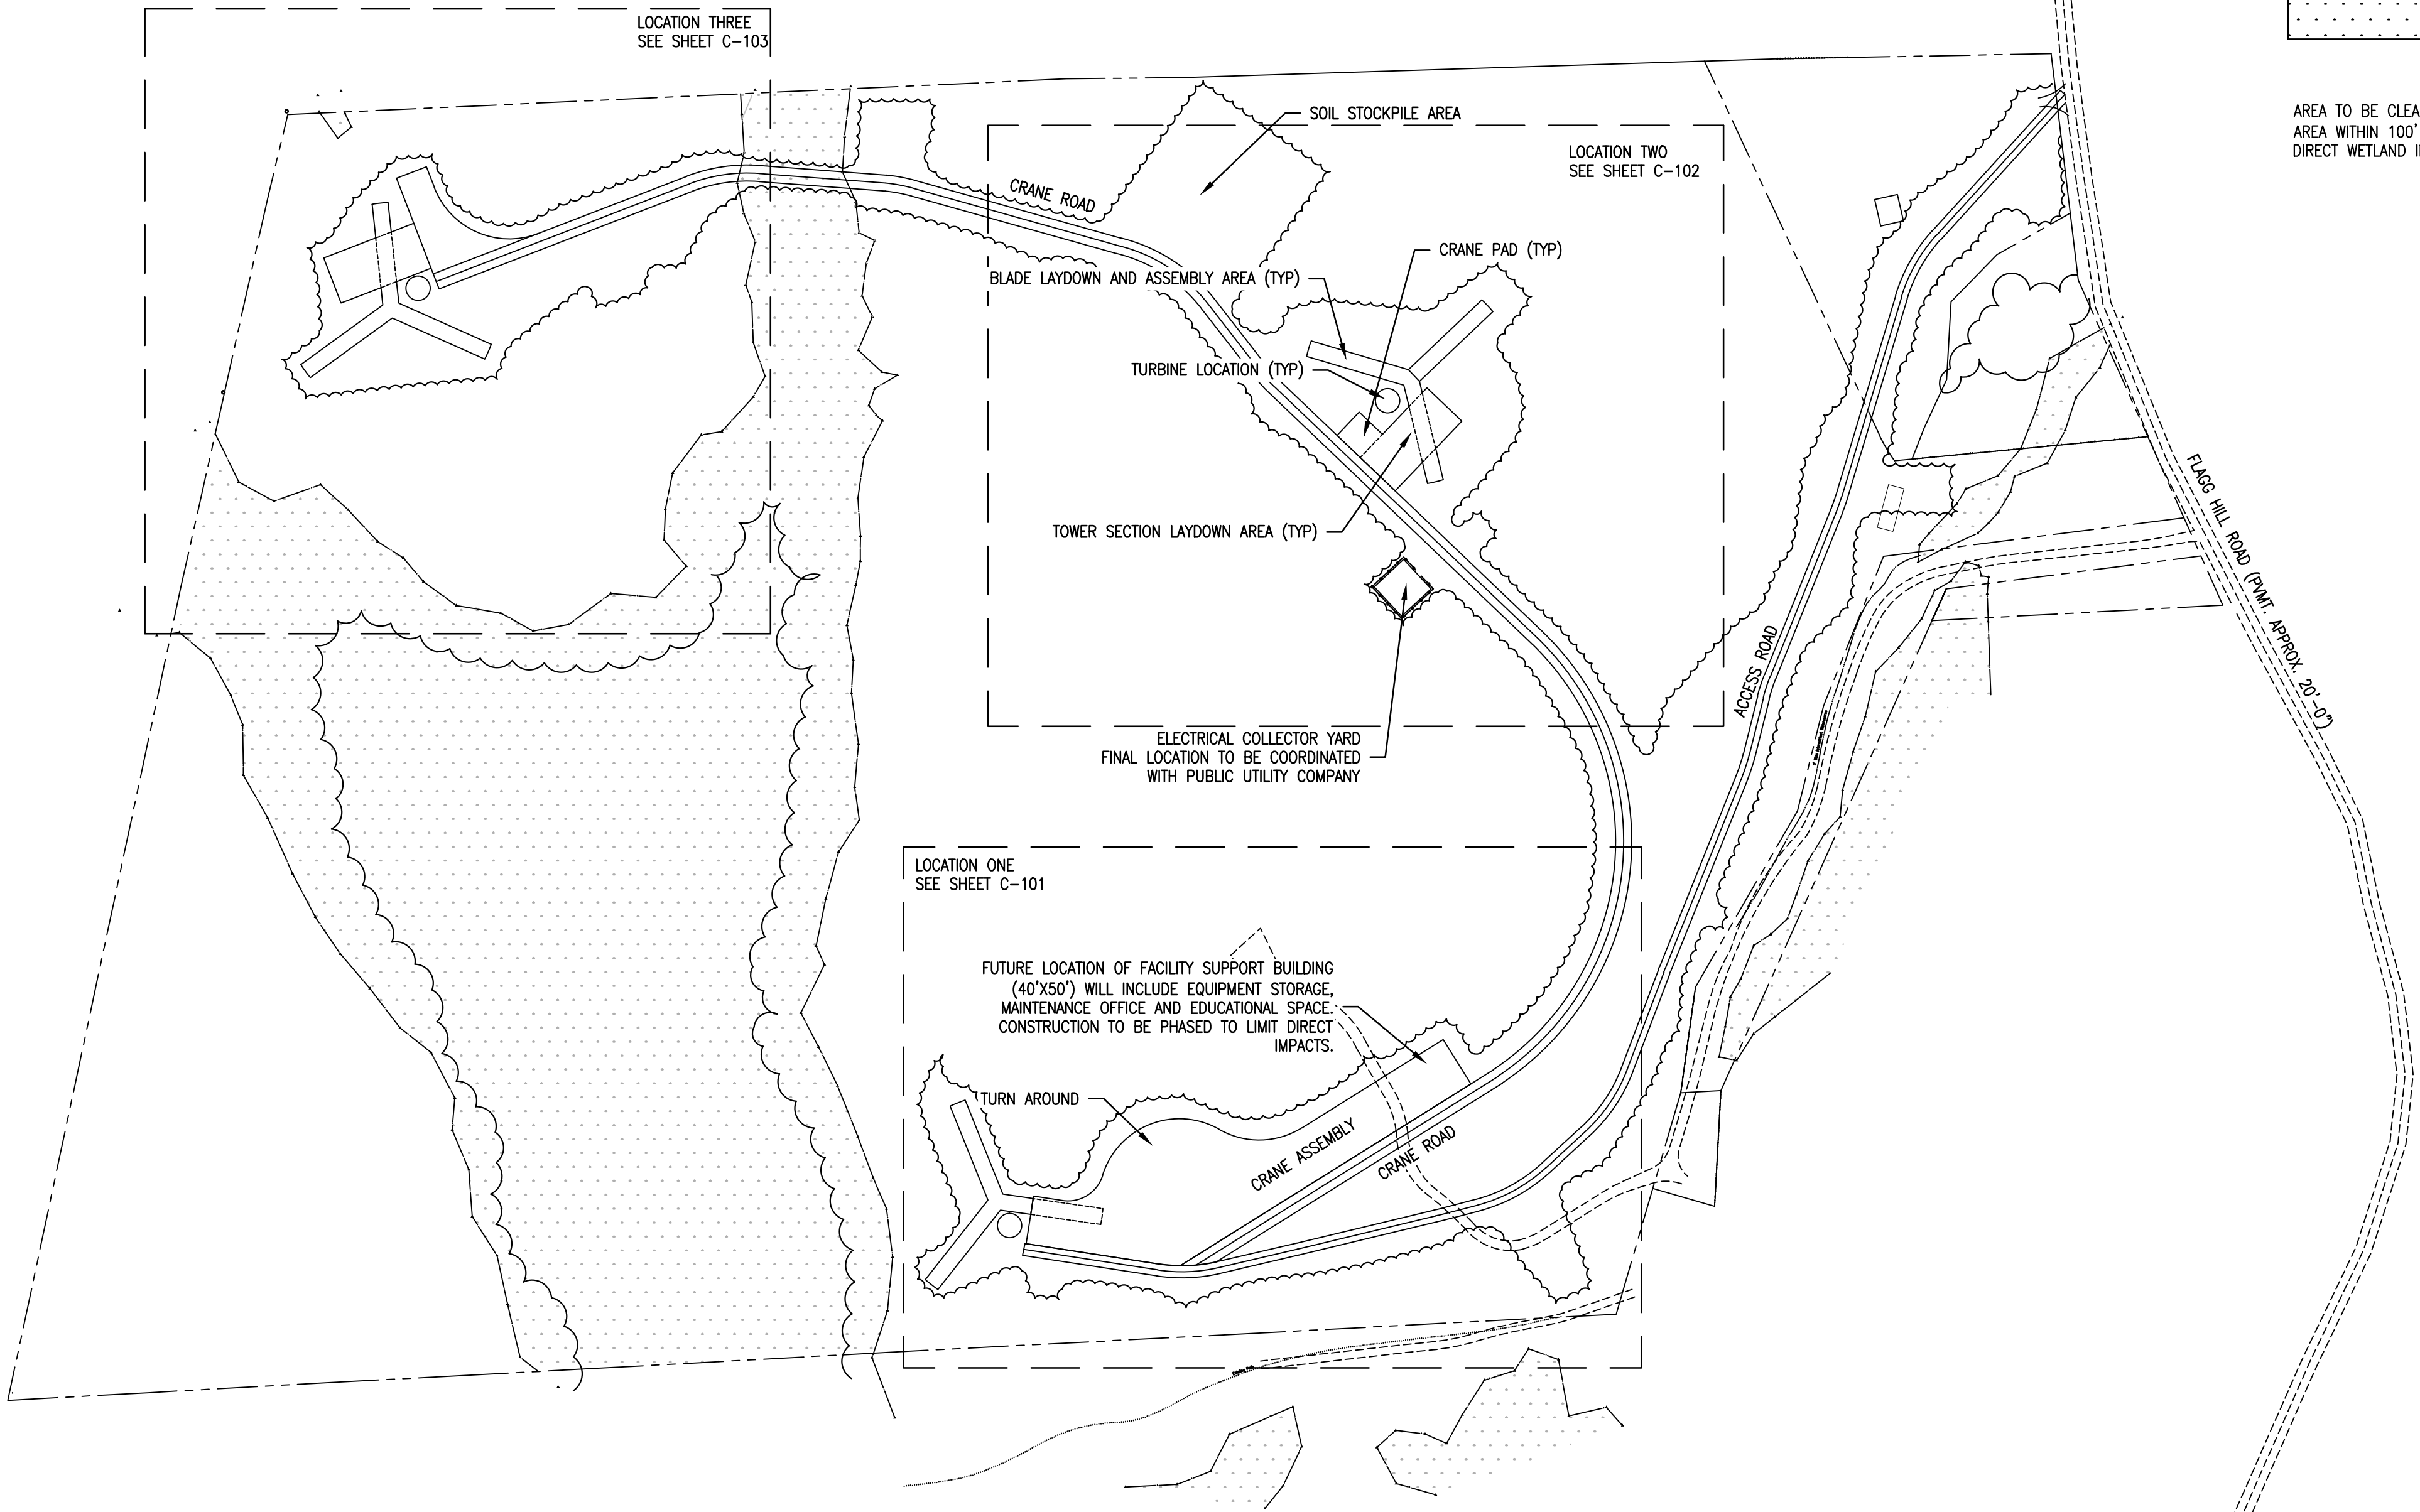 LOCATION THREE
SEE SHEET C-103
SOIL STOCKPILE AREA
AREA TO BE CLEA
AREA WITHIN 100'
DIRECT WETLAND I
LOCATION TWO
SEE SHEET C-102
CRANE ROAD
CRANE PAD (TYP)
BLADE LAYDOWN AND ASSEMBLY AREA (TYP)
TURBINE LOCATION (TYP)
TOWER SECTION LAYDOWN AREA (TYP)
FLAGG HILL ROAD (PVMT. APPROX. 20'-0")
ACCESS ROAD
ELECTRICAL COLLECTOR YARD
FINAL LOCATION TO BE COORDINATED
WITH PUBLIC UTILITY COMPANY
LOCATION ONE
SEE SHEET C-101
FUTURE LOCATION OF FACILITY SUPPORT BUILDING
(40'X50') WILL INCLUDE EQUIPMENT STORAGE,
MAINTENANCE OFFICE AND EDUCATIONAL SPACE.
CONSTRUCTION TO BE PHASED TO LIMIT DIRECT
IMPACTS.
TURN AROUND
CRANE ASSEMBLY
CRANE ROAD